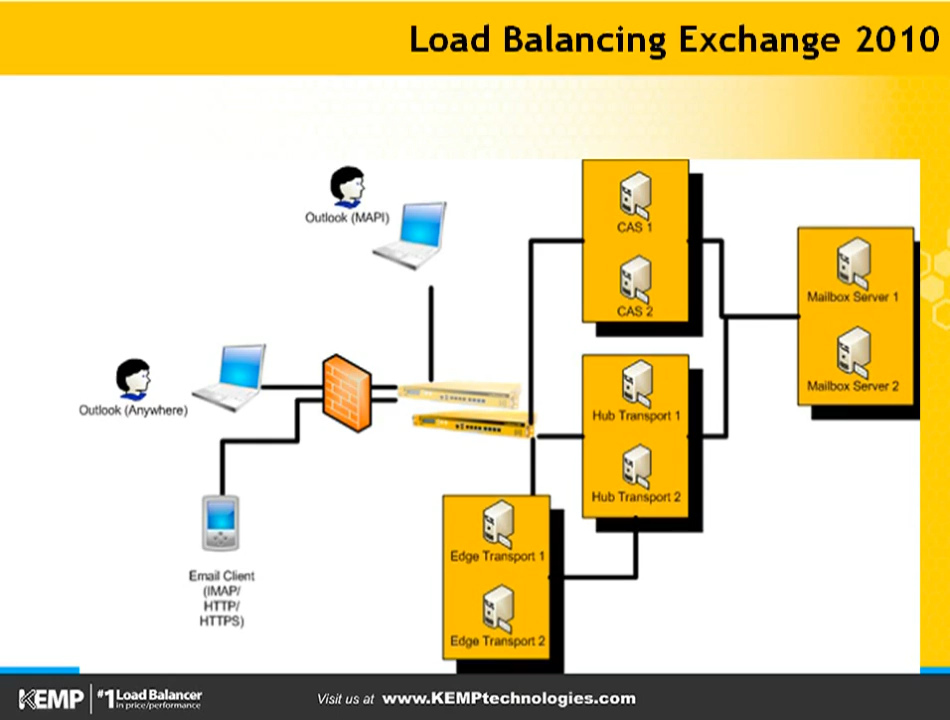 Load Balancing Exchange 2010
Outlook (MAPI)
CAS 1
CAS 2
Mailbox Server 1
Mailbox Server 2
Outlook (Anywhere)
Hub Transport 1
Hub Transport 2
Edge Transport 1
Edge Transport 2
Email Client
(IMAP/
HTTP/
HTTPS)
KEMP
#1 Load Balancer
in price/performance
Visit us at www.KEMPtechnologies.com